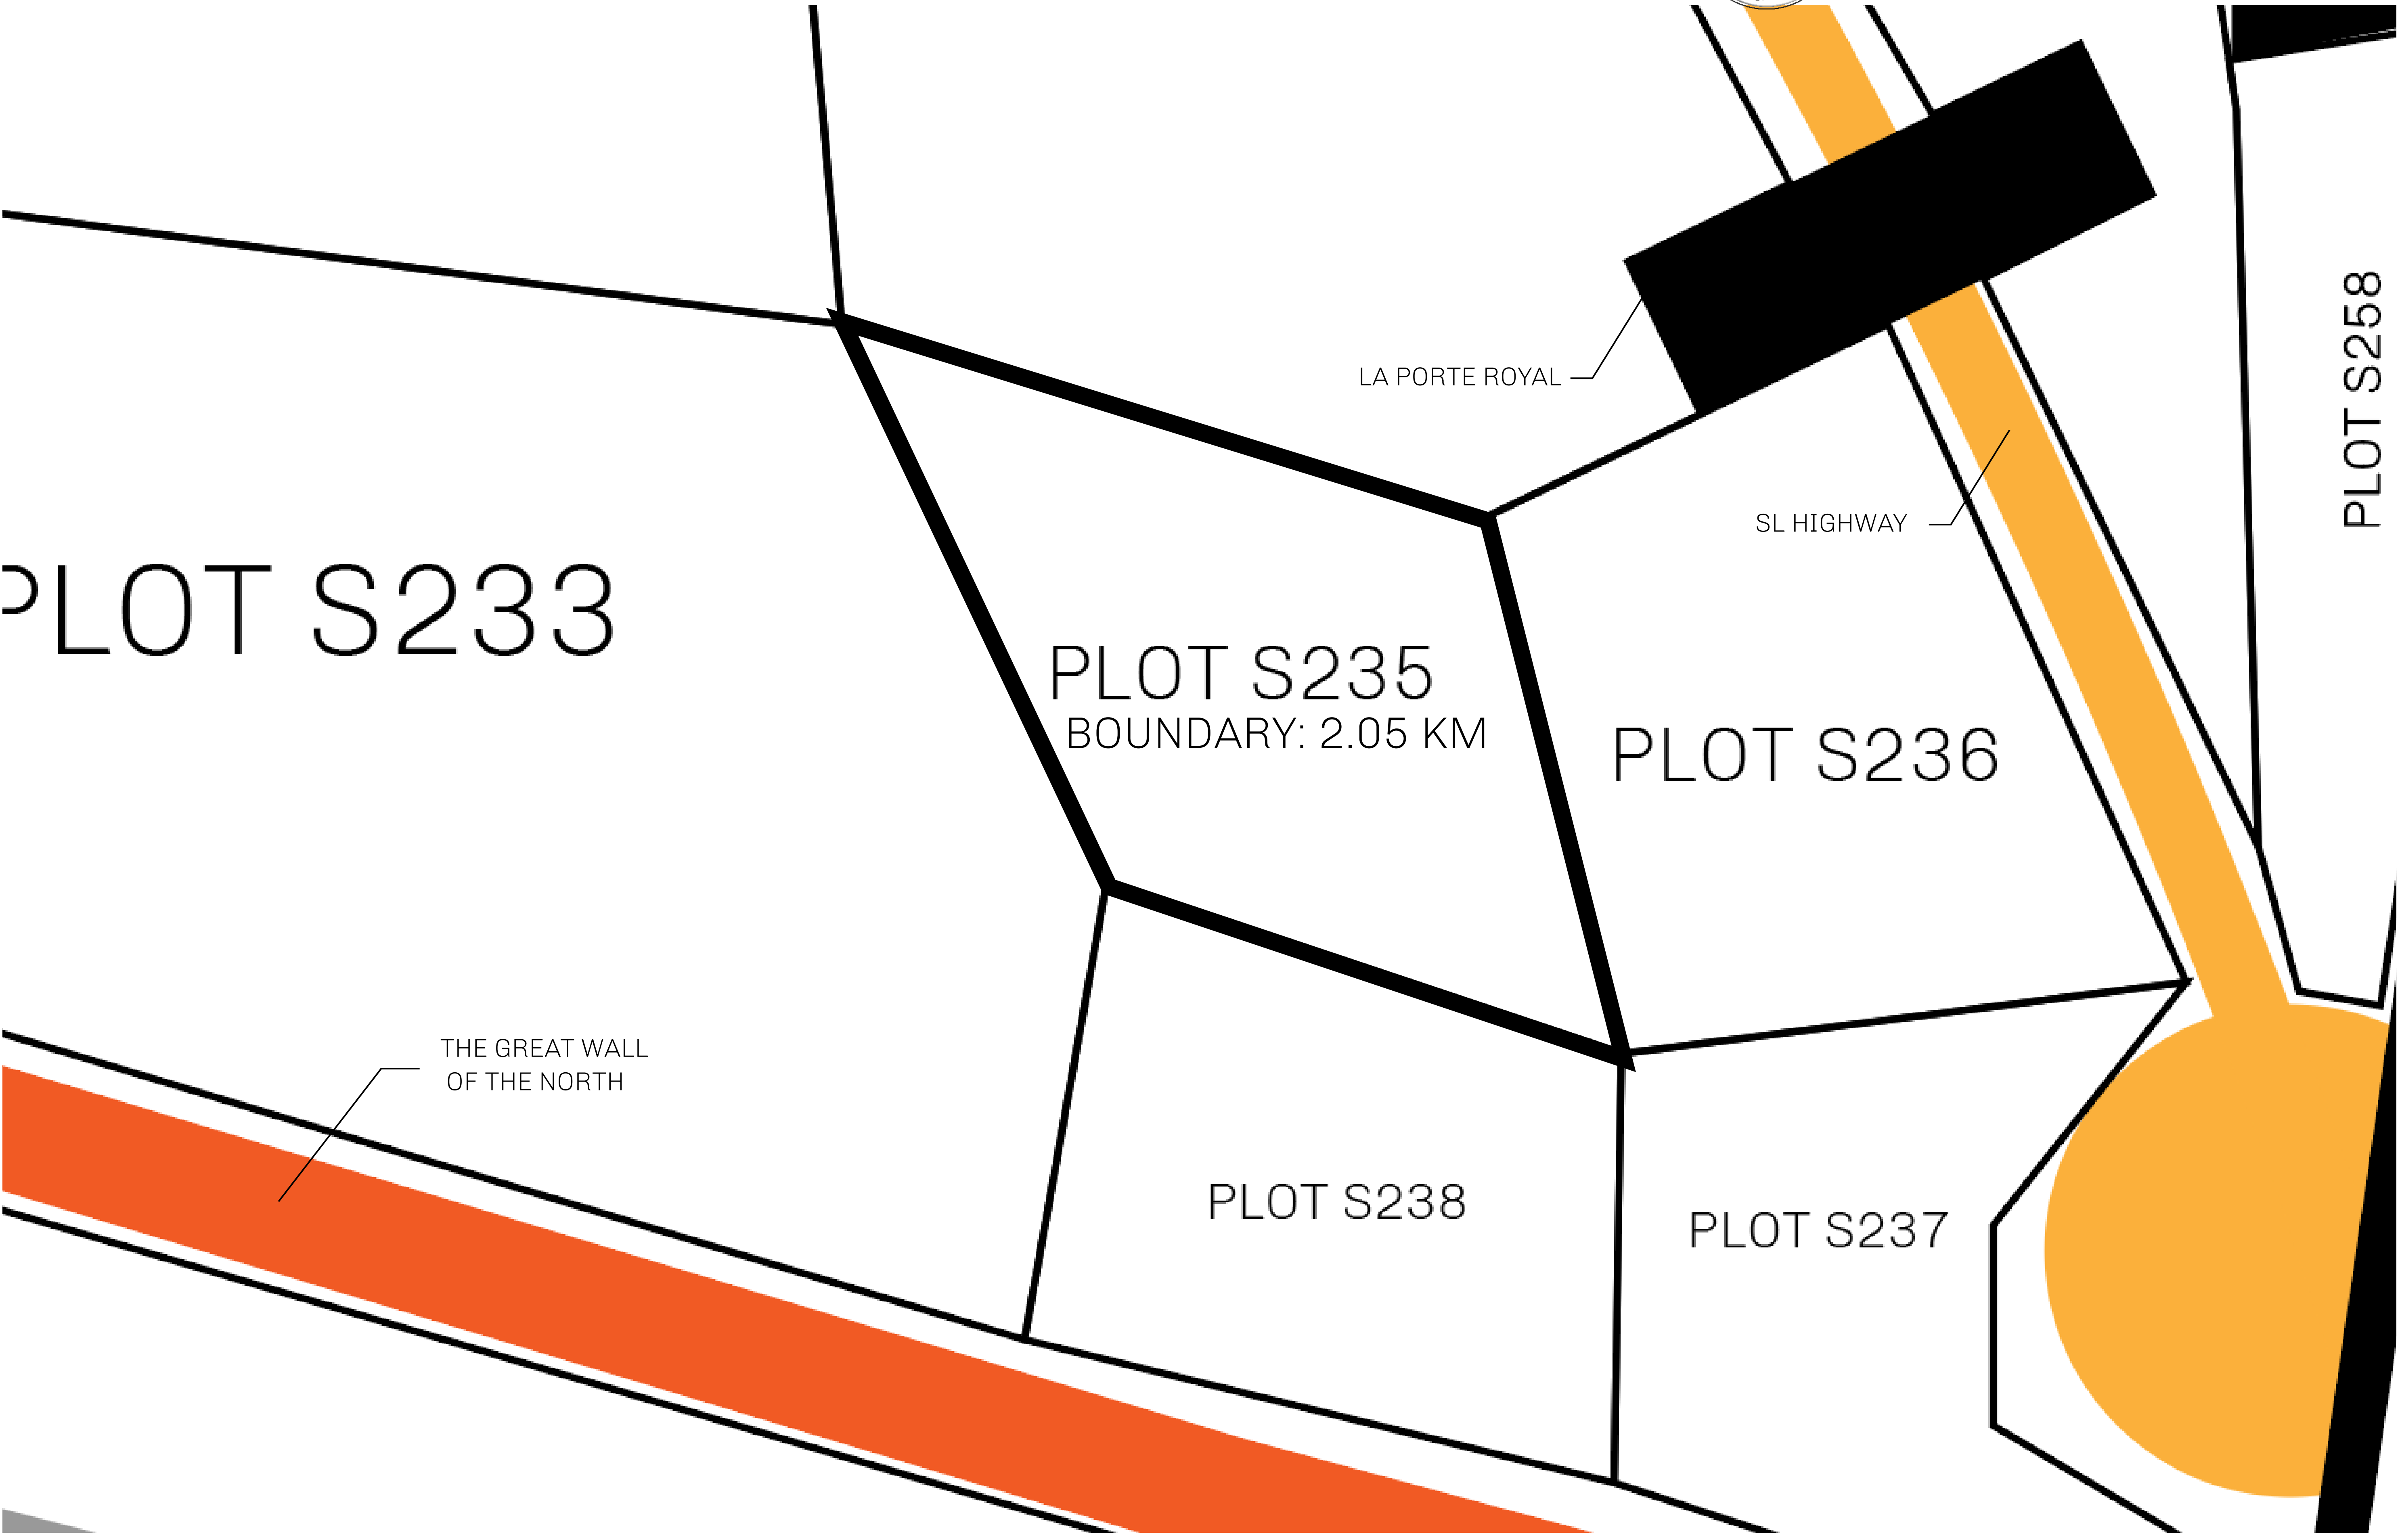 LA PORTE ROYAL
PLOT S258
SL HIGHWAY
PLOT S233
PLOT S235
BOUNDARY: 2.05 KM
PLOT S236
THE GREAT WALL
OF THE NORTH
PLOT S238
PLOT S237